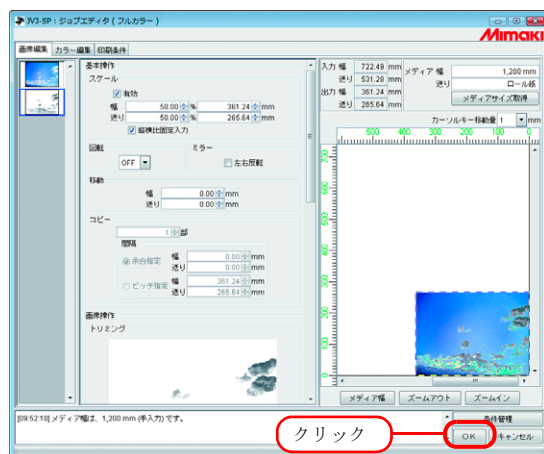 JV3-SP : ジョブエディタ ( フルカラー )
Mimaki
画像編集 カラー編集 印刷条件
基本操作
スケール
有効
幅 50.00 % 361.24 mm
送り 50.00 % 265.64 mm
縦横比固定入力
回転 ミラー
OFF 左右反転
移動
幅 0.00 mm
送り 0.00 mm
コピー
1 部
間隔
余白指定 幅 0.00 mm
送り 0.00 mm
ピッチ指定 幅 361.24 mm
送り 265.64 mm
画像操作
トリミング
入力 幅 722.49 mm
送り 531.28 mm
出力 幅 361.24 mm
送り 265.64 mm
メディア 幅 1,200 mm
送り ロール紙
メディアサイズ取得
カーソルキー移動量 1 mm
500 400 300 200 100 0
700
600
500
400
300
200
100
0
メディア幅 ズームアウト ズームイン
[09:52:10] メディア幅は、1,200 mm (手入力) です。
条件管理
クリック
OK キャンセル